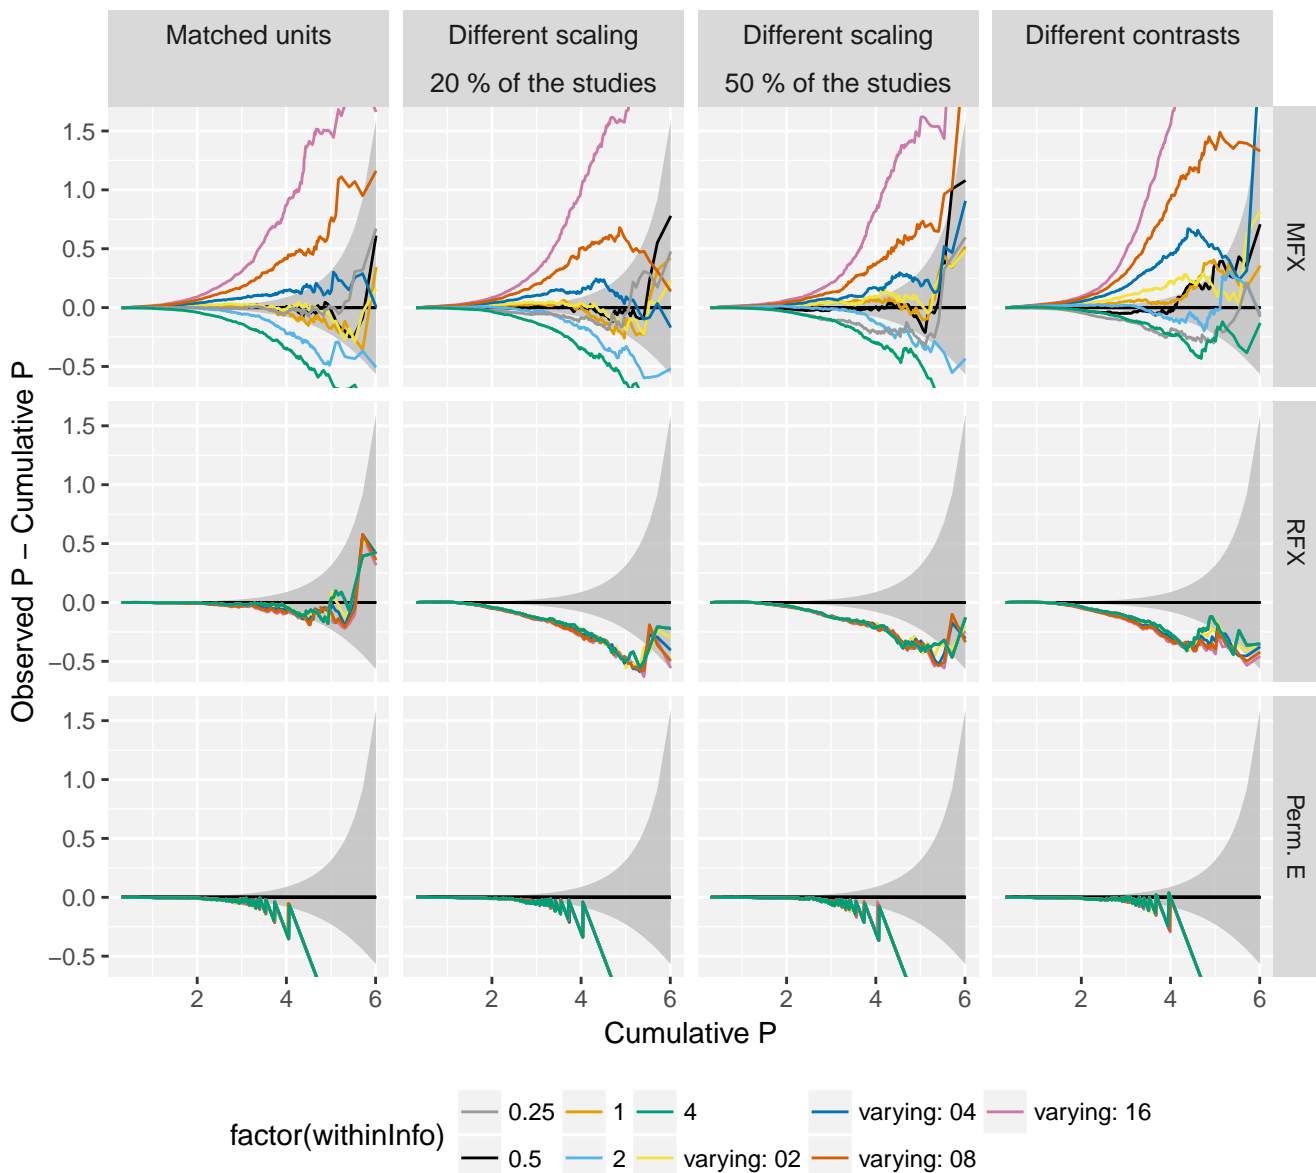 Matched units
Different scaling
20 % of the studies
Different scaling
50 % of the studies
Different contrasts
1.5
1.0
0.5
0.0
−0.5
MFX
1.5
1.0
0.5
0.0
−0.5
RFX
1.5
1.0
0.5
0.0
−0.5
Perm. E
Observed P − Cumulative P
2 4 6 2 4 6 2 4 6 2 4 6
Cumulative P
factor(withinInfo)
0.25 1 4 varying: 04 varying: 16
0.5 2 varying: 02 varying: 08